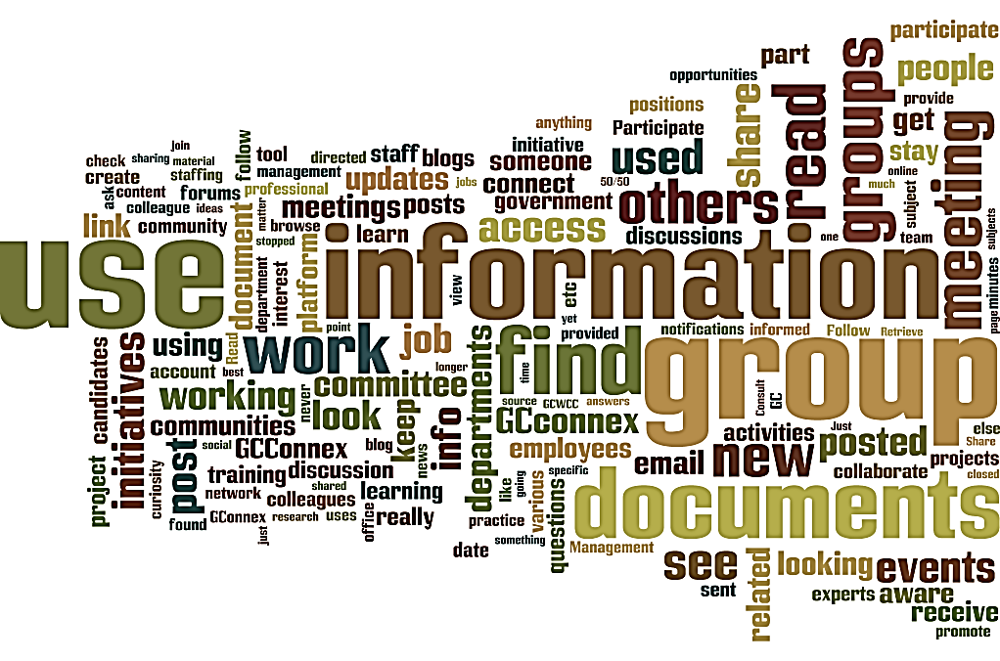 participate
part
groups
people
opportunities
share
read
provide
positions
get
meeting
anything
Participate
initiative
used
stay
join
follow
tool
directed
staff
blogs
someone
online
check
sharing
material
management
updates
jobs
connect
50/50
others
much
subject
create
staffing
professional
government
ask
content
forums
matter
meetings
posts
access
discussions
one
team
subjects
colleague
ideas
document
browse
link
community
stopped
platform
learn
use
department
interest
information
view
etc
minutes
page
yet
point
provided
notifications
informed
Follow
Retrieve
candidates
initiatives
using
Read
work
job
departments
find
group
account
best
longer
time
committee
Consult
GC
working
never
look
keep
info
source
GCWCC
answers
GCconnex
communities
activities
Just
posted
else
Share
social
GCConnex
blog
news
employees
email
new
projects
project
curiosity
post
training
discussion
specific
collaborate
closed
shared
learning
like
going
various
questions
documents
network
colleagues
office
found
GConnex
research
uses
really
practice
just
date
something
Management
see
related
looking
events
sent
experts
aware
receive
promote